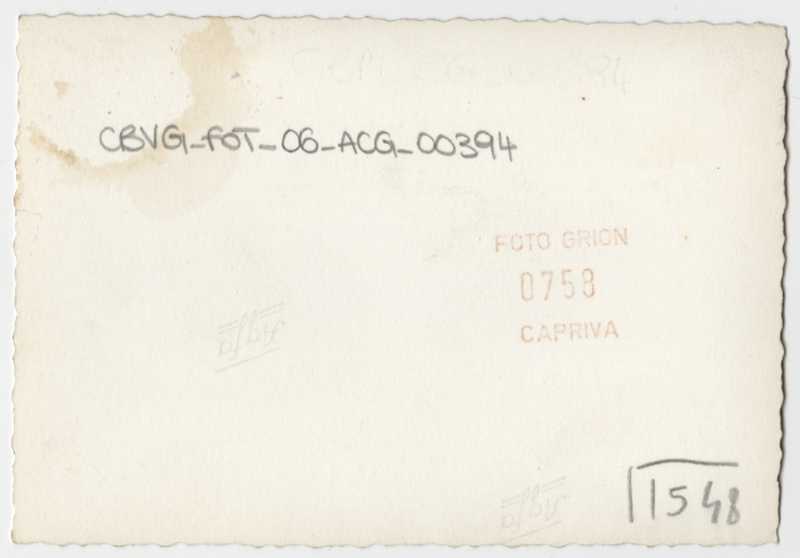 CBVG_FOT_06_ACG_00394
FOTO GRION
0758
CAPRIVA
1548